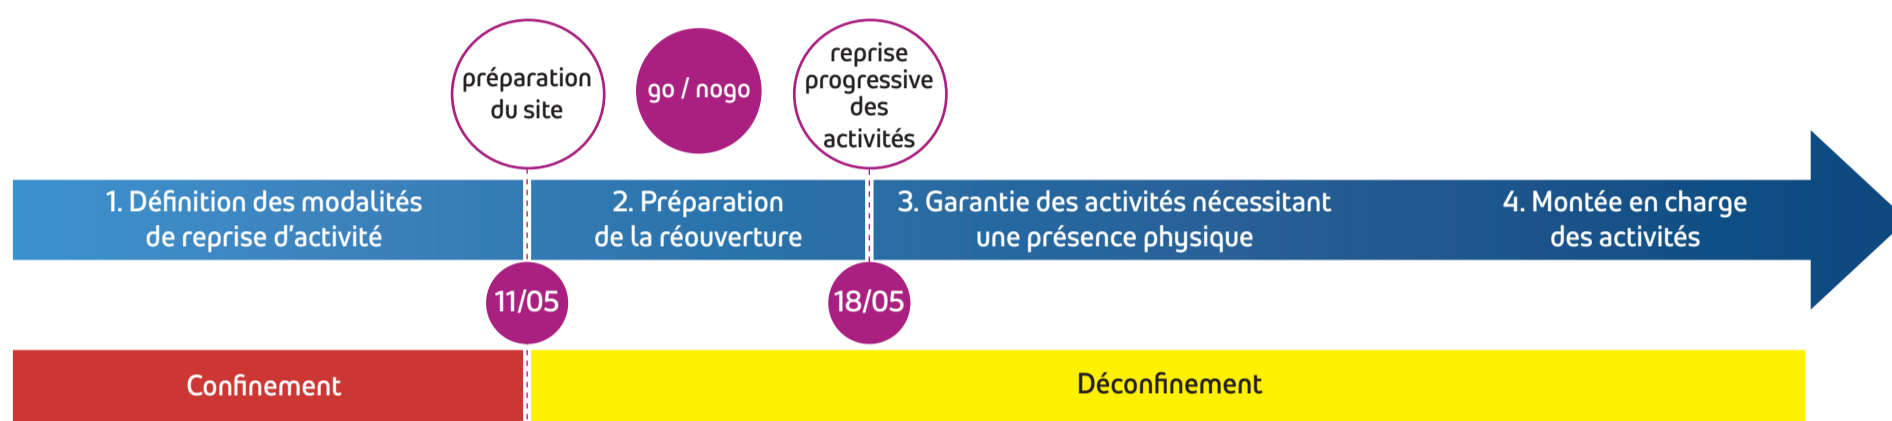 préparation
du site
go / nogo
reprise
progressive
des
activités
1. Définition des modalités
de reprise d'activité
2. Préparation
de la réouverture
3. Garantie des activités nécessitant
une présence physique
4. Montée en charge
des activités
11/05
18/05
Confinement
Déconfinement